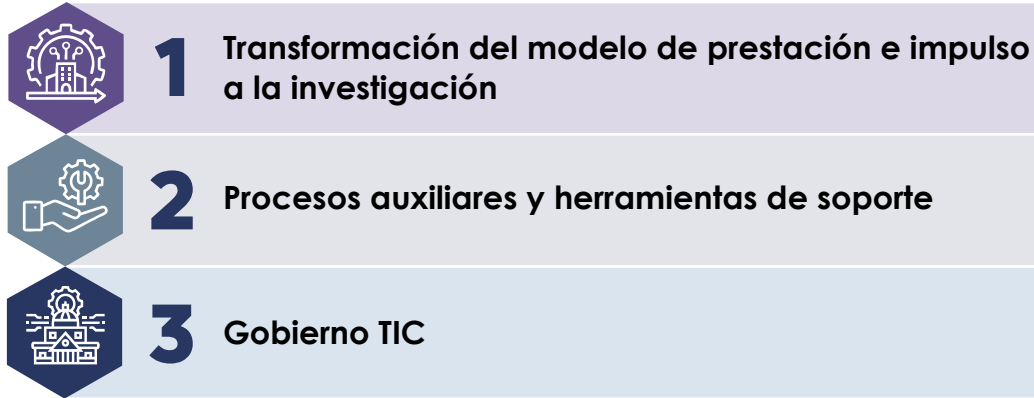 1
Transformación del modelo de prestación e impulso
a la investigación
2
Procesos auxiliares y herramientas de soporte
3
Gobierno TIC